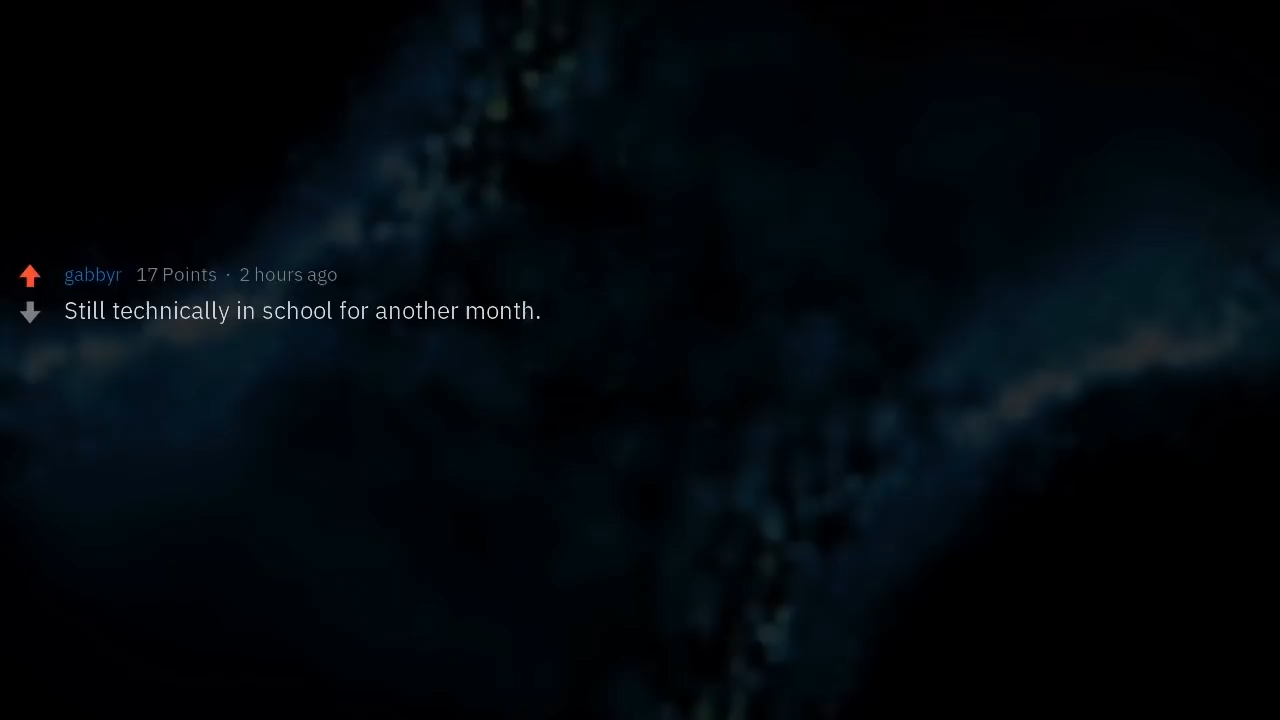 gabbyr 17 Points · 2 hours ago
Still technically in school for another month.